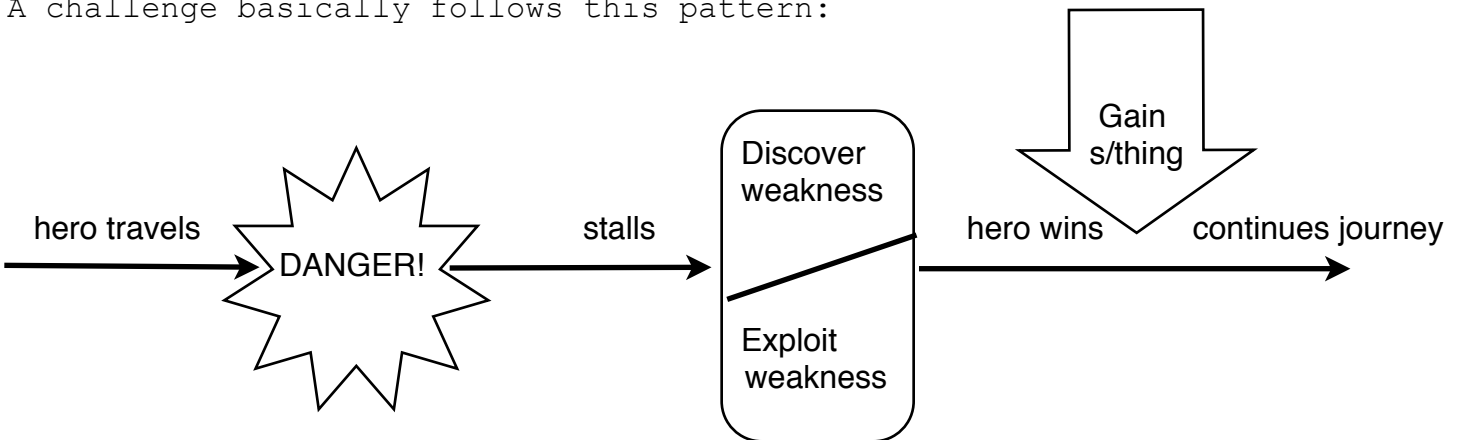 A challenge basically follows this pattern:
hero travels
DANGER!
stalls
Discover
weakness
Exploit
weakness
hero wins
Gain
s/thing
continues journey